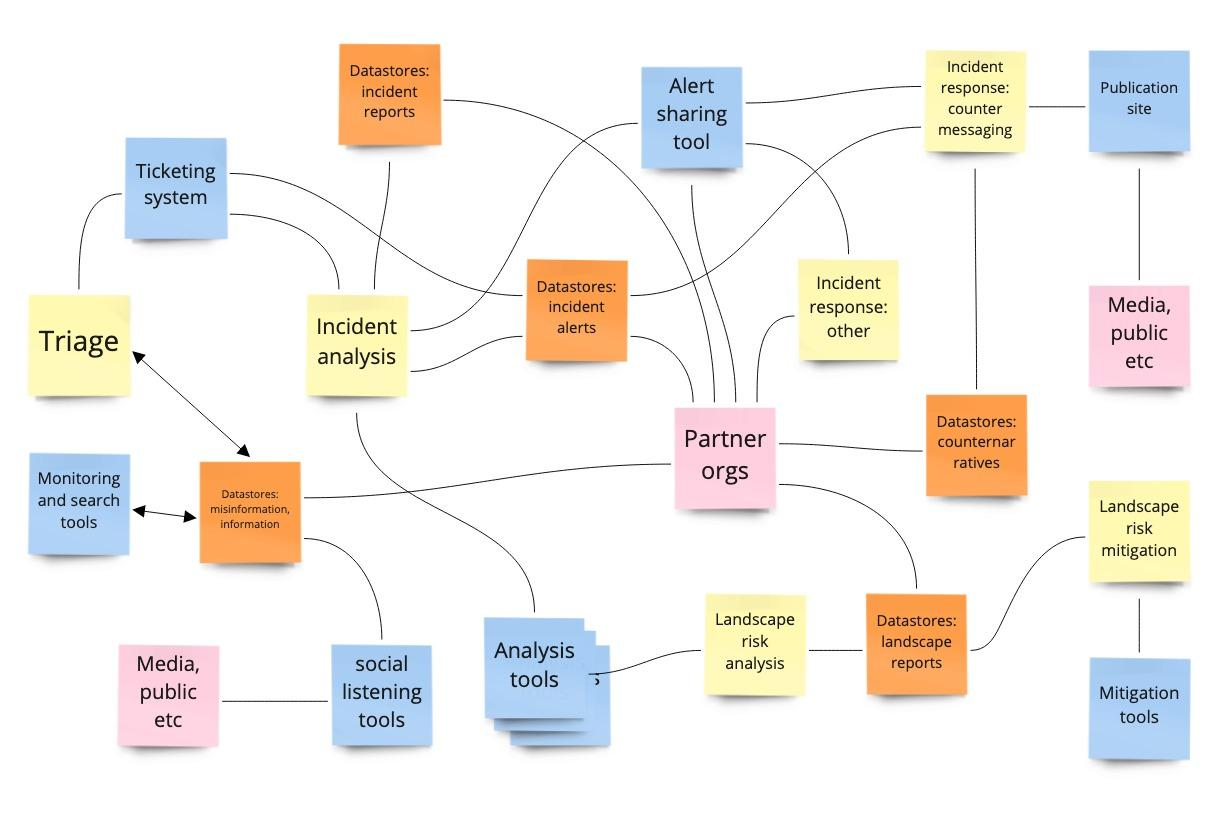 Datastores:
incident
reports
Alert
sharing
tool
Incident
response:
counter
messaging
Publication
site
Ticketing
system
Triage
Incident
analysis
Datastores:
incident
alerts
Incident
response:
other
Media,
public
etc
Partner
orgs
Datastores:
counternar
ratives
Monitoring
and search
tools
Datastores:
misinformation,
information
Landscape
risk
mitigation
Media,
public
etc
social
listening
tools
Analysis
tools
Landscape
risk
analysis
Datastores:
landscape
reports
Mitigation
tools